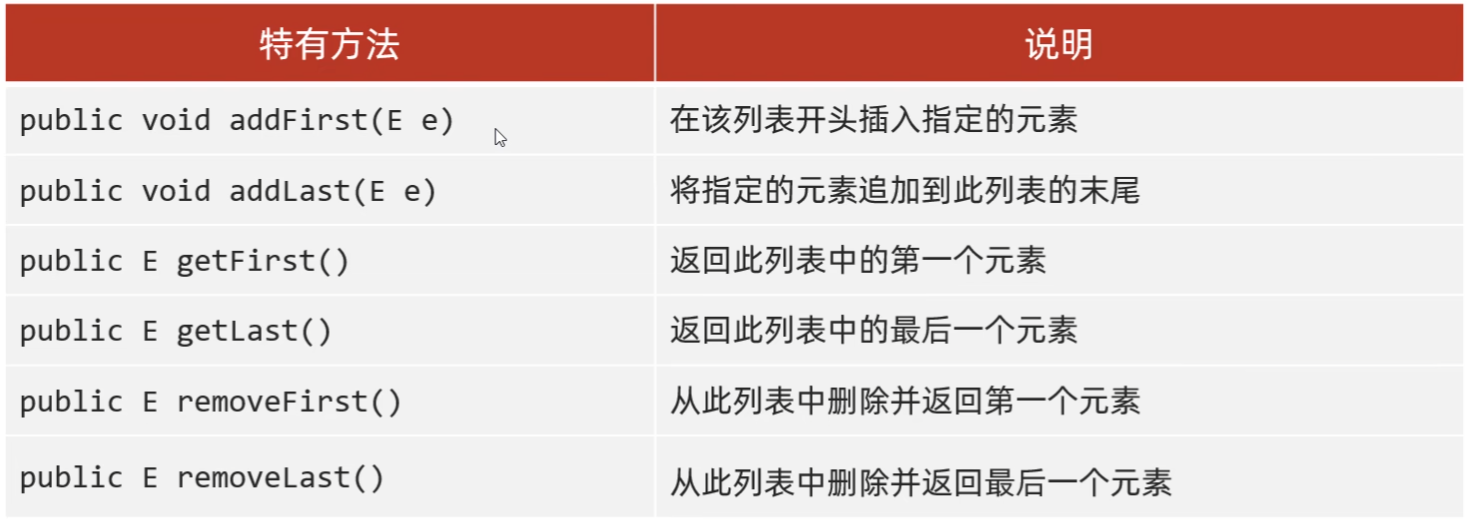 特有方法 说明
public void addFirst(E e) 在该列表开头插入指定的元素
public void addLast(E e) 将指定的元素追加到此列表的末尾
public E getFirst() 返回此列表中的第一个元素
public E getLast() 返回此列表中的最后一个元素
public E removeFirst() 从此列表中删除并返回第一个元素
public E removeLast() 从此列表中删除并返回最后一个元素